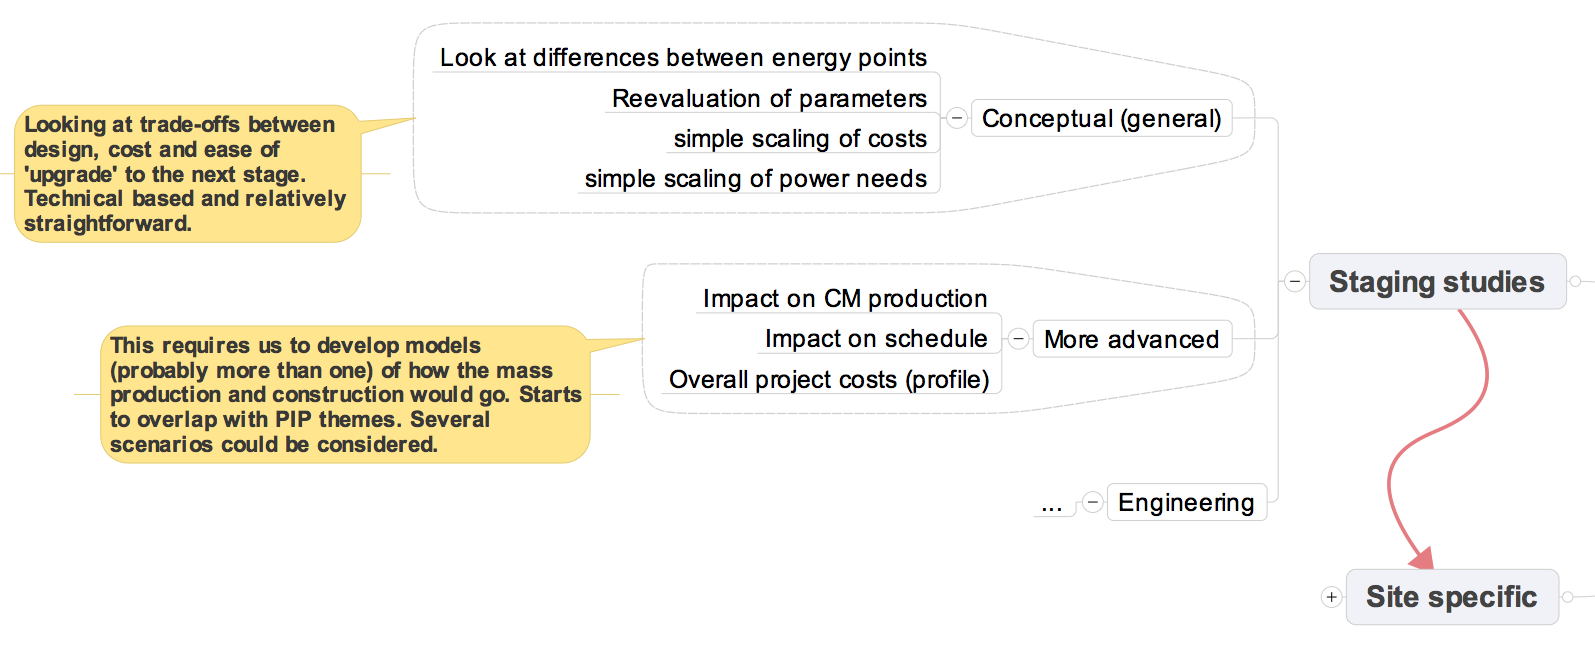 Look at differences between energy points
Reevaluation of parameters
simple scaling of costs
simple scaling of power needs
Conceptual (general)
Looking at trade-offs between
design, cost and ease of
'upgrade' to the next stage.
Technical based and relatively
straightforward.
Staging studies
Impact on CM production
Impact on schedule
Overall project costs (profile)
More advanced
This requires us to develop models
(probably more than one) of how the mass
production and construction would go. Starts
to overlap with PIP themes. Several
scenarios could be considered.
...
Engineering
Site specific